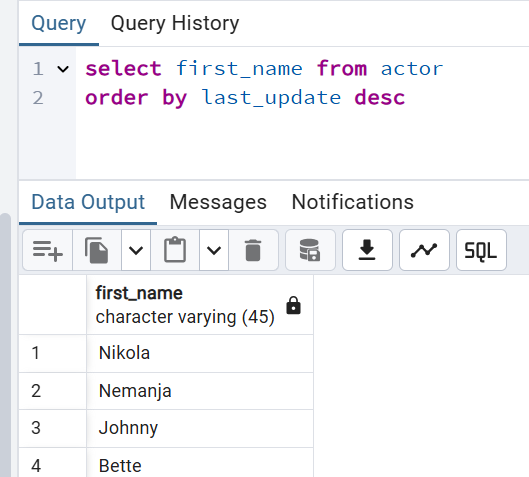 Query Query History
1 select first_name from actor
2 order by last_update desc
Data Output Messages Notifications
SQL
first_name
character varying (45)
1 Nikola
2 Nemanja
3 Johnny
4 Bette